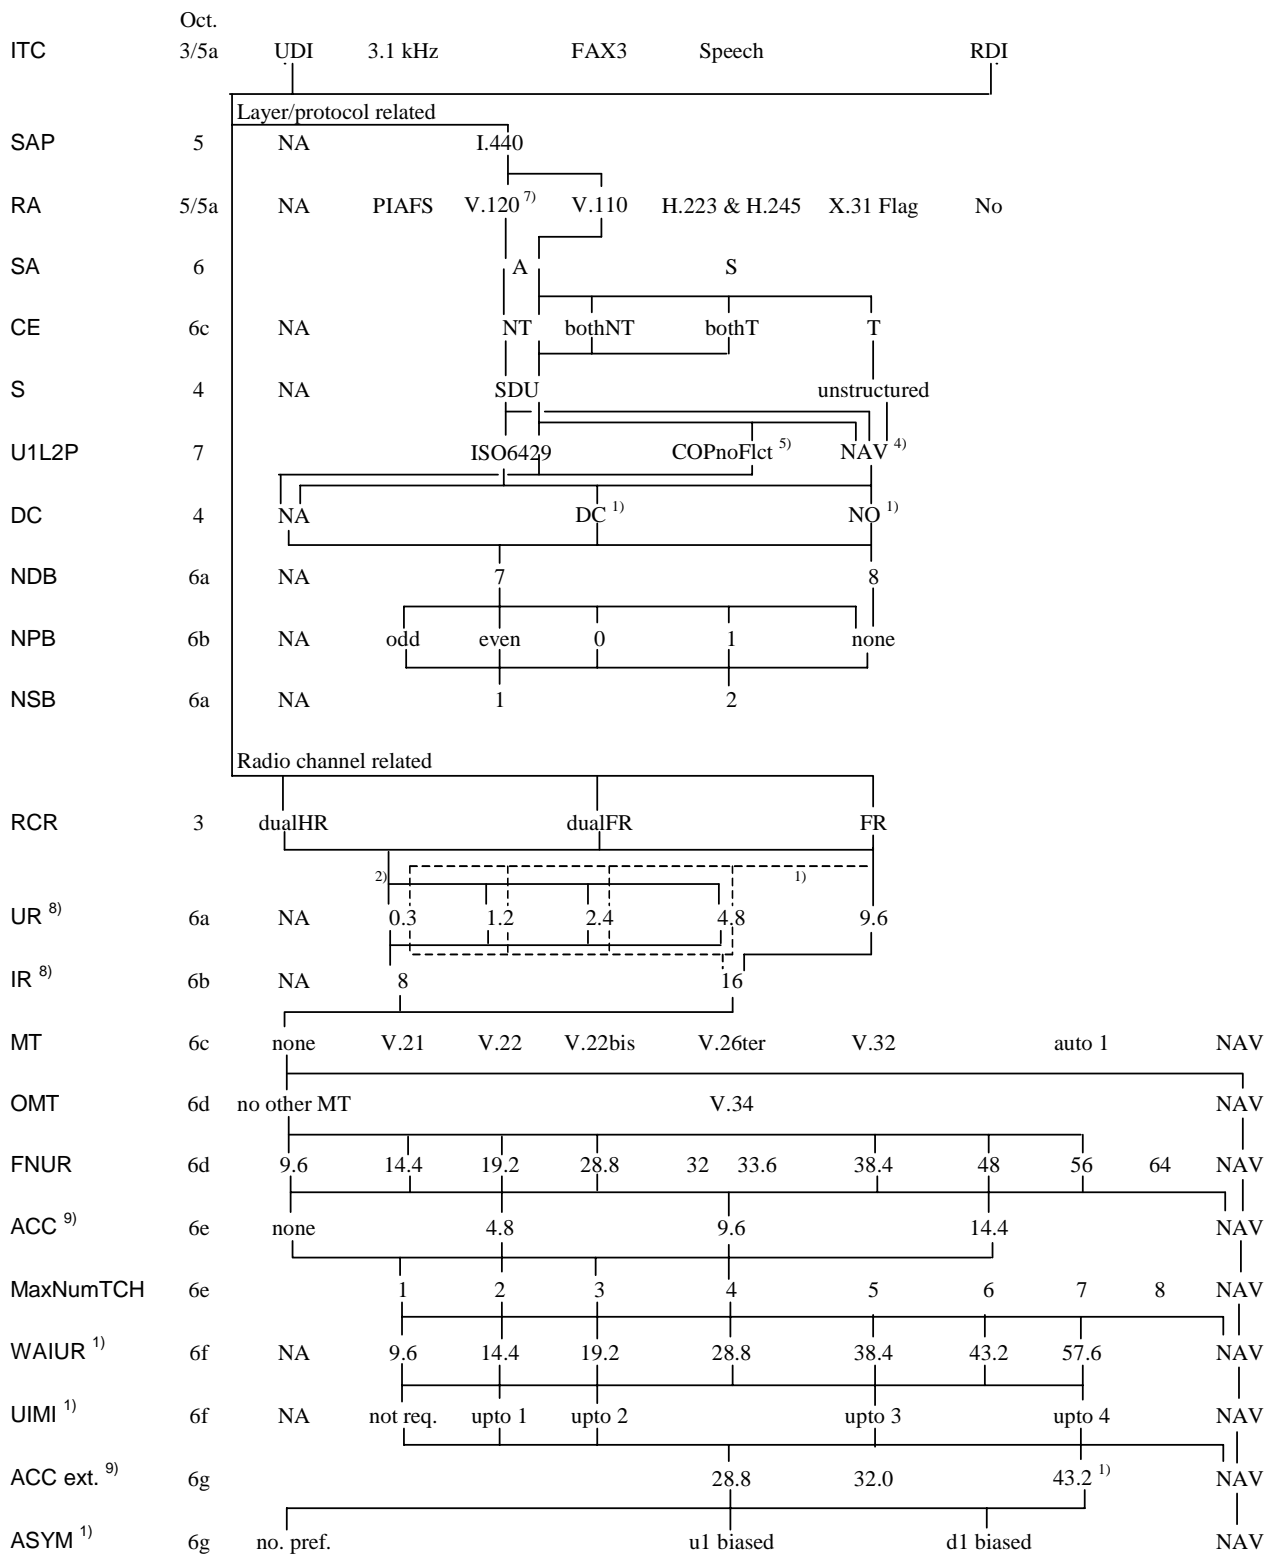 Oct.
ITC 3/5a UDI 3.1 kHz FAX3 Speech RDI
Layer/protocol related
SAP 5 NA I.440
RA 5/5a NA PIAFS V.120 7) V.110 H.223 & H.245 X.31 Flag No
SA 6 A S
CE 6c NA NT bothNT bothT T
S 4 NA SDU unstructured
U1L2P 7 ISO6429 COPnoFlct 5) NAV 4)
DC 4 NA DC 1) NO 1)
NDB 6a NA 7 8
NPB 6b NA odd even 0 1 none
NSB 6a NA 1 2
Radio channel related
RCR 3 dualHR dualFR FR
2) 1)
UR 8) 6a NA 0.3 1.2 2.4 4.8 9.6
IR 8) 6b NA 8 16
MT 6c none V.21 V.22 V.22bis V.26ter V.32 auto 1 NAV
OMT 6d no other MT V.34 NAV
FNUR 6d 9.6 14.4 19.2 28.8 32 33.6 38.4 48 56 64 NAV
ACC 9) 6e none 4.8 9.6 14.4 NAV
MaxNumTCH 6e 1 2 3 4 5 6 7 8 NAV
WAIUR 1) 6f NA 9.6 14.4 19.2 28.8 38.4 43.2 57.6 NAV
UIMI 1) 6f NA not req. upto 1 upto 2 upto 3 upto 4 NAV
ACC ext. 9) 6g 28.8 32.0 43.2 1) NAV
ASYM 1) 6g no. pref. u1 biased d1 biased NAV